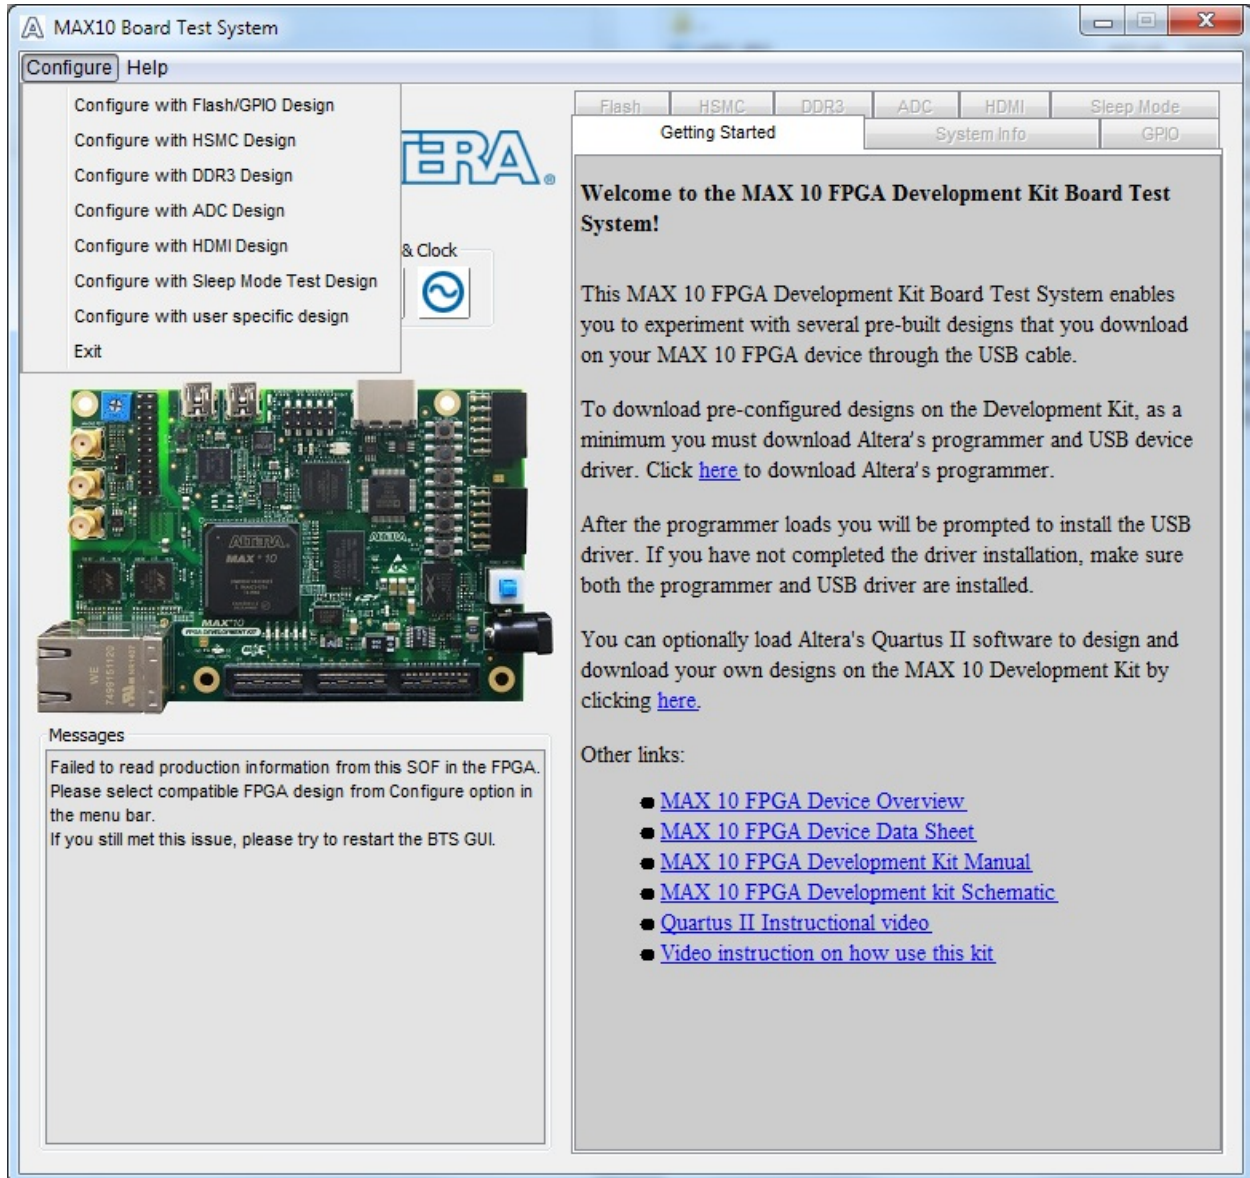 MAX10 Board Test System
Configure Help
Configure with Flash/GPIO Design
Configure with HSMC Design
Configure with DDR3 Design
Configure with ADC Design
Configure with HDMI Design
Configure with Sleep Mode Test Design
Configure with user specific design
Exit
& Clock
ALTERA
MAX 10
ALTERA
MAX 10
FPGA DEVELOPMENT KIT
WE
7499151120
Messages
Failed to read production information from this SOF in the FPGA.
Please select compatible FPGA design from Configure option in
the menu bar.
If you still met this issue, please try to restart the BTS GUI.
Flash HSMC DDR3 ADC HDMI Sleep Mode
Getting Started System Info GPIO
Welcome to the MAX 10 FPGA Development Kit Board Test
System!
This MAX 10 FPGA Development Kit Board Test System enables
you to experiment with several pre-built designs that you download
on your MAX 10 FPGA device through the USB cable.
To download pre-configured designs on the Development Kit, as a
minimum you must download Altera's programmer and USB device
driver. Click here to download Altera's programmer.
After the programmer loads you will be prompted to install the USB
driver. If you have not completed the driver installation, make sure
both the programmer and USB driver are installed.
You can optionally load Altera's Quartus II software to design and
download your own designs on the MAX 10 Development Kit by
clicking here.
Other links:
MAX 10 FPGA Device Overview
MAX 10 FPGA Device Data Sheet
MAX 10 FPGA Development Kit Manual
MAX 10 FPGA Development kit Schematic
Quartus II Instructional video
Video instruction on how use this kit